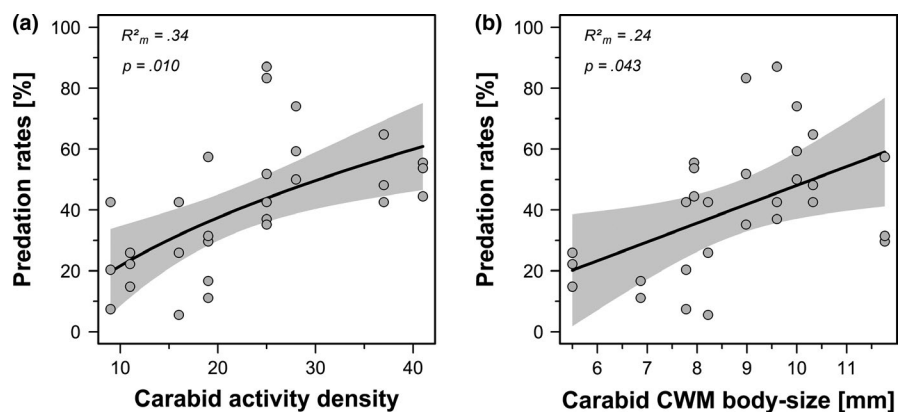 (a)
R²m = .34
p = .010
Predation rates [%]
100
80
60
40
20
0
10
20
30
40
Carabid activity density
(b)
R²m = .24
p = .043
Predation rates [%]
100
80
60
40
20
0
6
7
8
9
10
11
Carabid CWM body-size [mm]